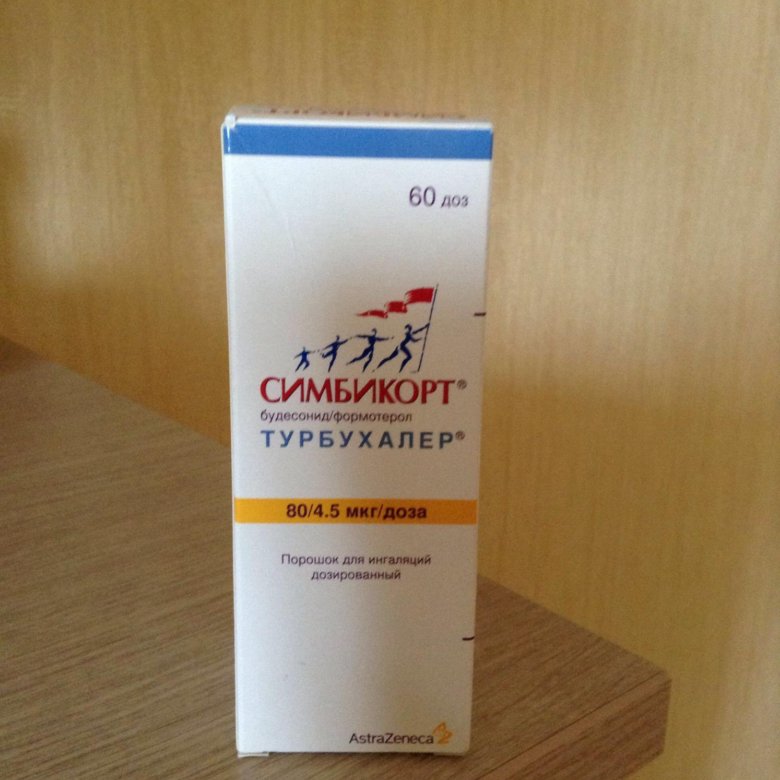 60 доз
СИМБИКОРТ®
будесонид/формотерол
ТУРБУХАЛЕР®
80/4.5 мкг/доза
Порошок для ингаляций
дозированный
AstraZeneca